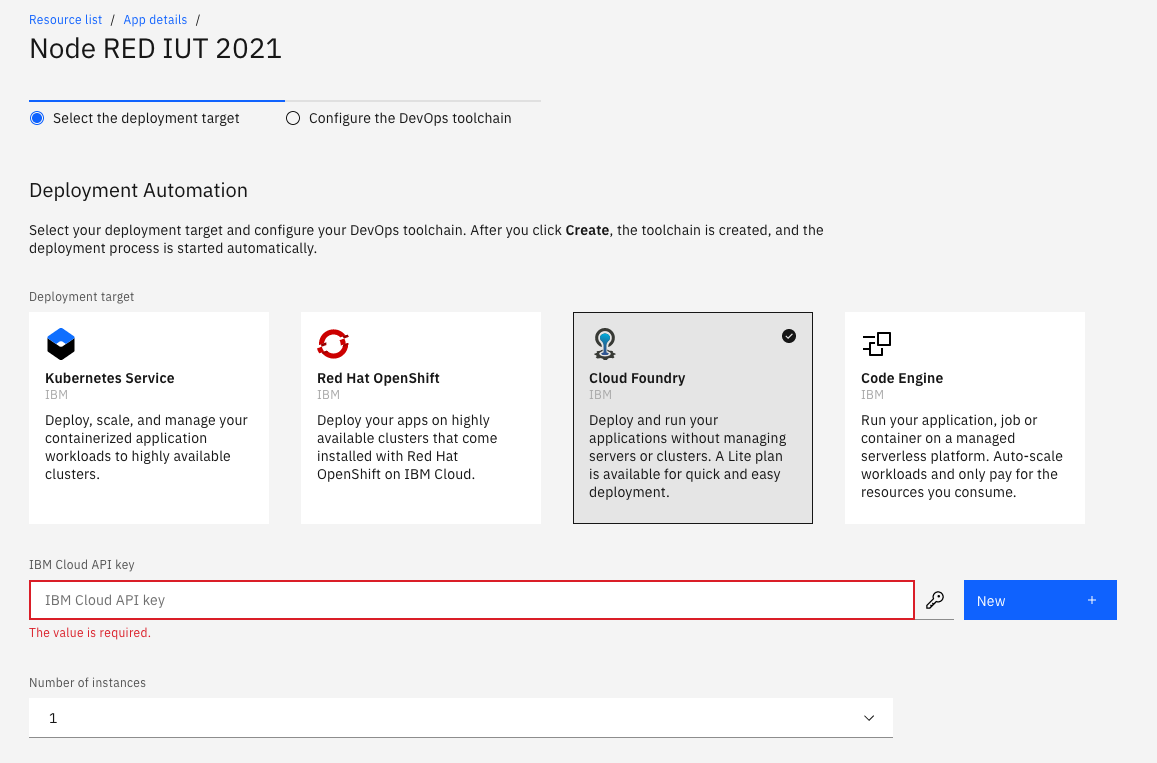 Resource list / App details /
Node RED IUT 2021
Select the deployment target
Configure the DevOps toolchain
Deployment Automation
Select your deployment target and configure your DevOps toolchain. After you click Create, the toolchain is created, and the
deployment process is started automatically.
Deployment target
Kubernetes Service
IBM
Deploy, scale, and manage your
containerized application
workloads to highly available
clusters.
Red Hat OpenShift
IBM
Deploy your apps on highly
available clusters that come
installed with Red Hat
OpenShift on IBM Cloud.
Cloud Foundry
IBM
Deploy and run your
applications without managing
servers or clusters. A Lite plan
is available for quick and easy
deployment.
Code Engine
IBM
Run your application, job or
container on a managed
serverless platform. Auto-scale
workloads and only pay for the
resources you consume.
IBM Cloud API key
IBM Cloud API key
New +
The value is required.
Number of instances
1